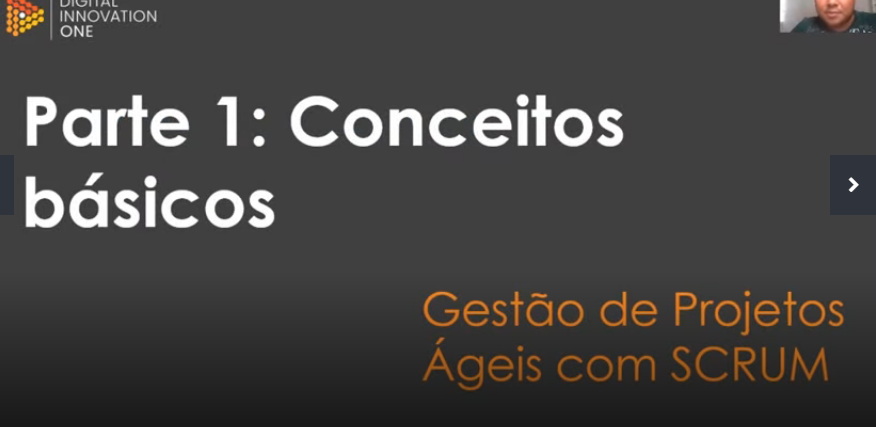 DIGITAL
INNOVATION
ONE
Parte 1: Conceitos
básicos
Gestão de Projetos
Ágeis com SCRUM